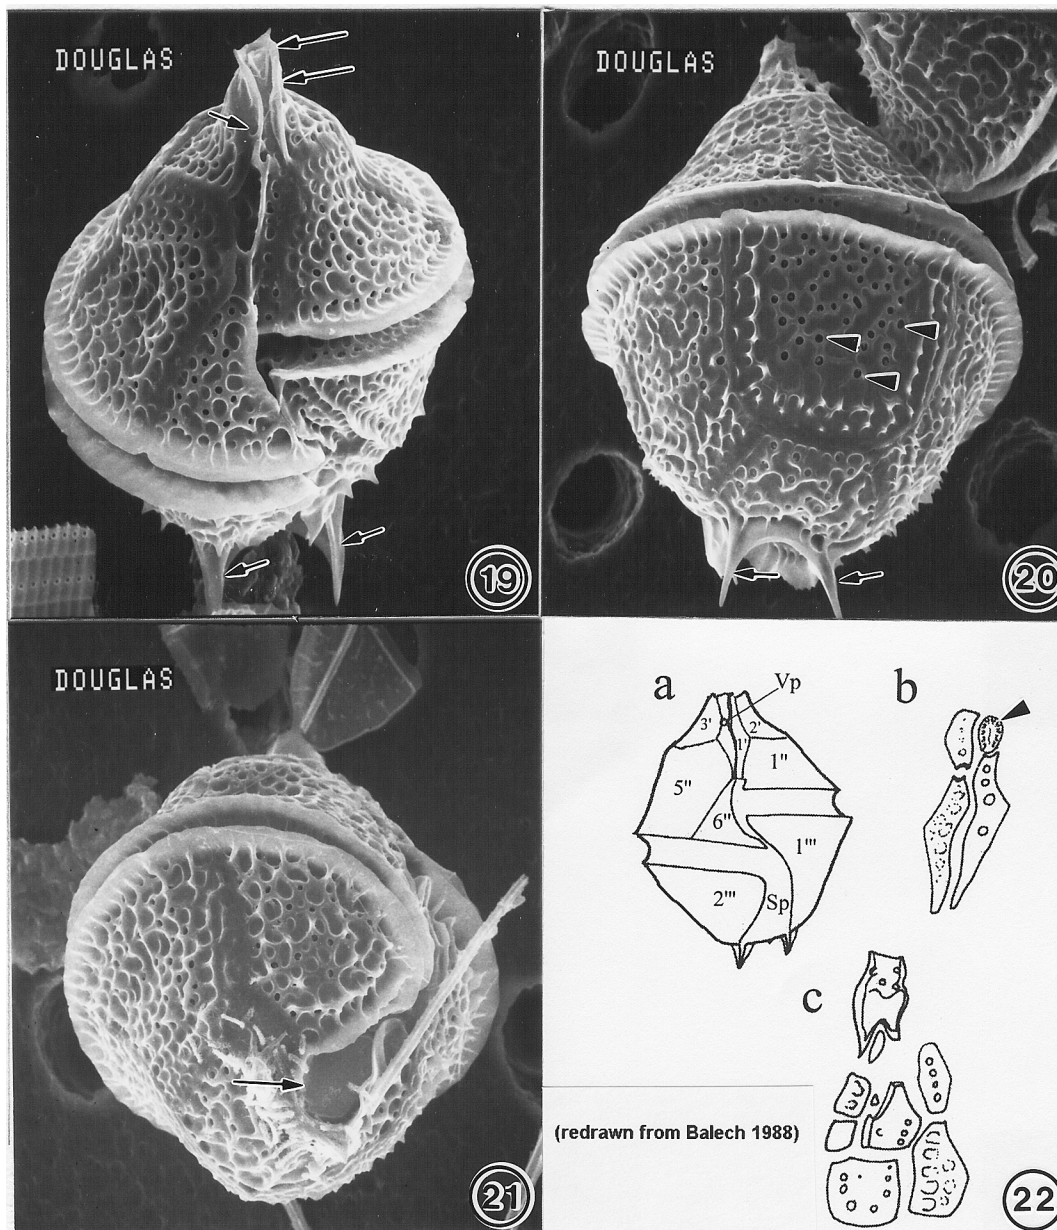 DOUGLAS
19
DOUGLAS
20
DOUGLAS
21
a
Vp
3'
2'
1'
1"
5"
6"
1'''
2'''
Sp
b
c
(redrawn from Balech 1988)
22